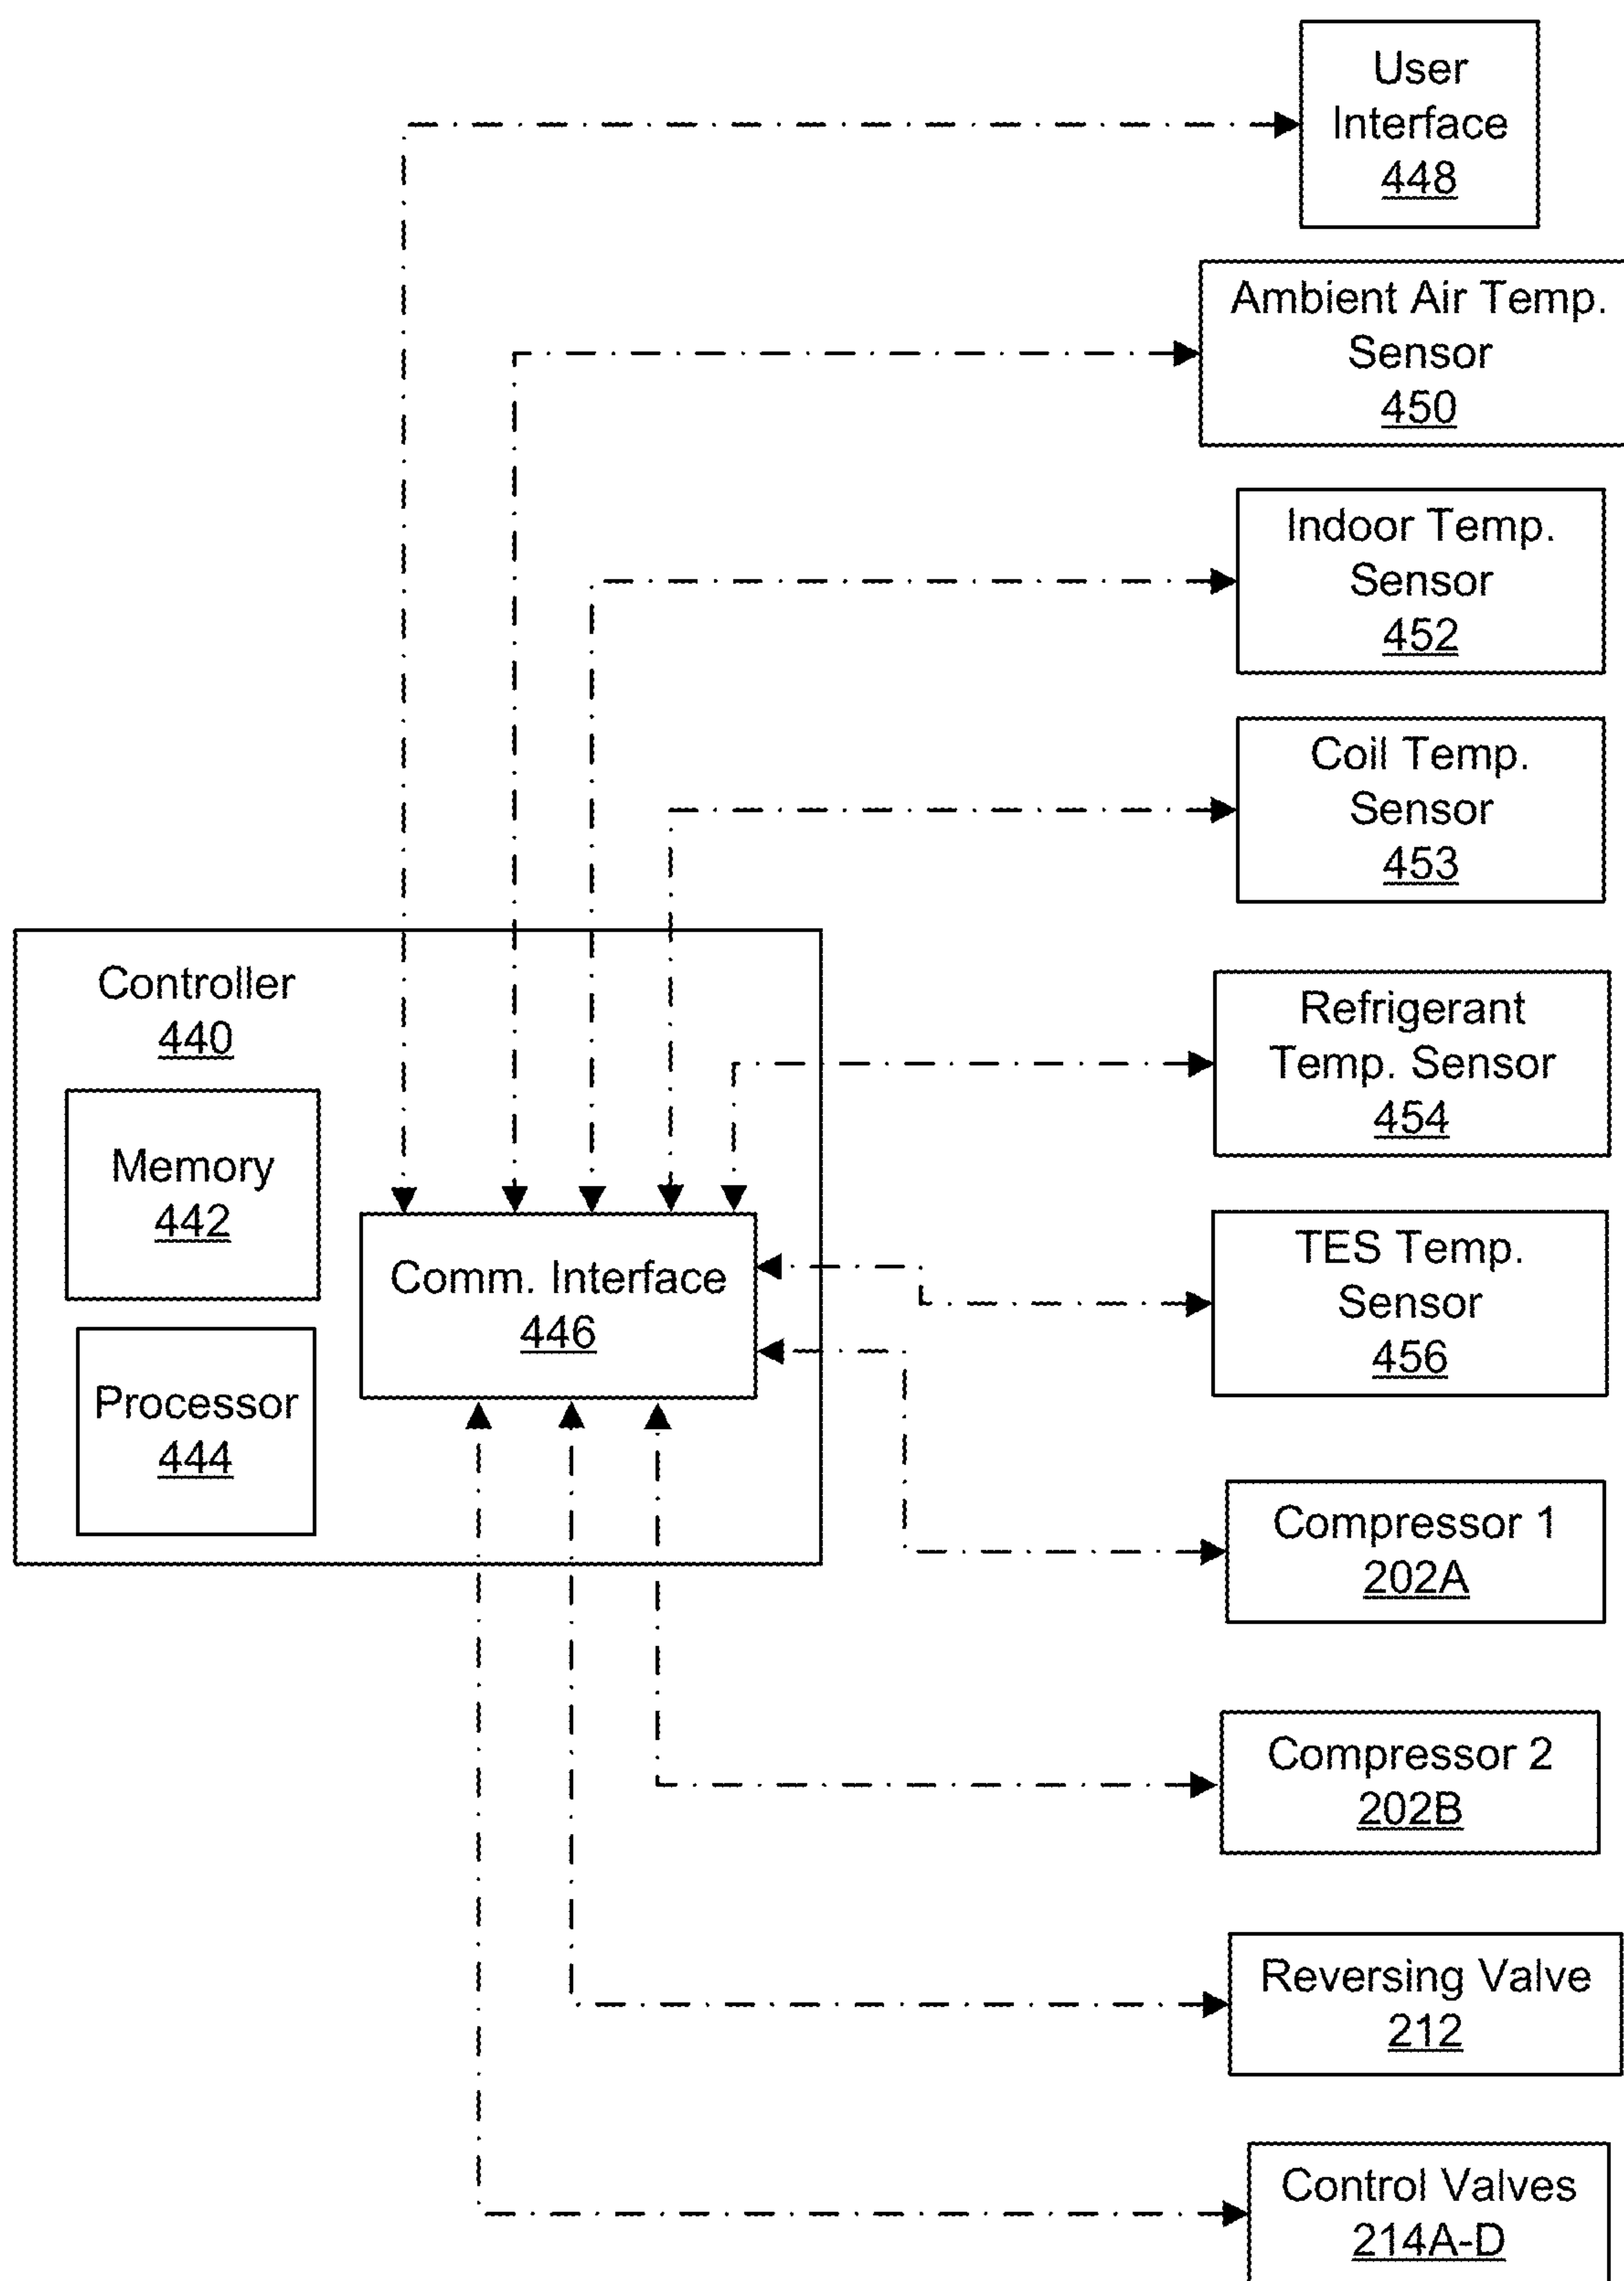 User
Interface
448
Ambient Air Temp.
Sensor
450
Indoor Temp.
Sensor
452
Coil Temp.
Sensor
453
Controller
440
Memory
442
Processor
444
Comm. Interface
446
Refrigerant
Temp. Sensor
454
TES Temp.
Sensor
456
Compressor 1
202A
Compressor 2
202B
Reversing Valve
212
Control Valves
214A-D